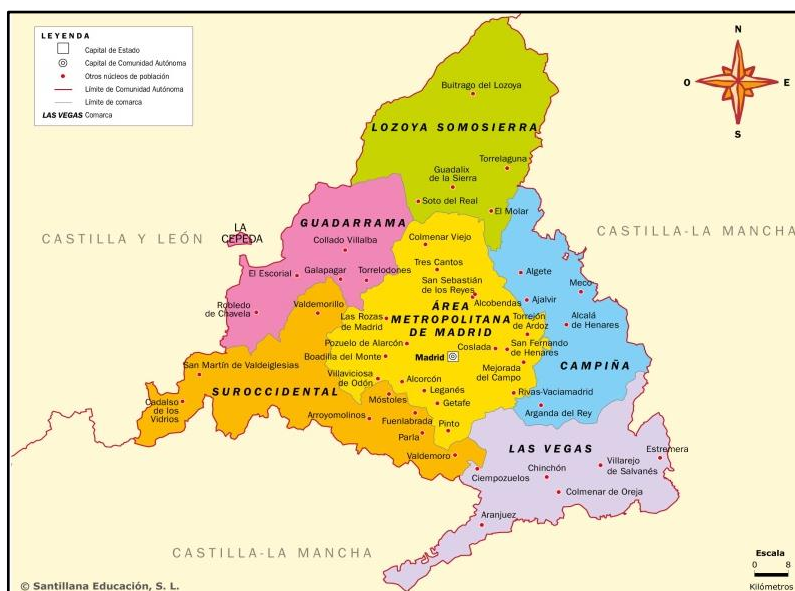 LEYENDA
Capital de Estado
Capital de Comunidad Autónoma
Otros núcleos de población
Límite de Comunidad Autónoma
Límite de comarca
LAS VEGAS Comarca
N
O
E
S
Buitrago del Lozoya
LOZOYA SOMOSIERRA
Torrelaguna
Guadalix
de la Sierra
Soto del Real
El Molar
GUADARRAMA
LA
CEPEDA
CASTILLA Y LEÓN
CASTILLA-LA MANCHA
Collado Villalba
Colmenar Viejo
El Escorial
Galapagar
Torrelodones
Tres Cantos
San Sebastián
de los Reyes
Alcobendas
Algete
Meco
Ajalvir
Robledo
de Chavela
Valdemorillo
Las Rozas
de Madrid
ÁREA
METROPOLITANA
DE MADRID
Torrejón
de Ardoz
Alcalá
de Henares
Pozuelo de Alarcón
Coslada
San Fernando
de Henares
Boadilla del Monte
Madrid
Mejorada
del Campo
CAMPIÑA
San Martín de Valdeiglesias
Villaviciosa
de Odón
Alcorcón
SUROCCIDENTAL
Leganés
Rivas-Vaciamadrid
Cadalso
de los
Vidrios
Móstoles
Getafe
Arganda del Rey
Arroyomolinos
Fuenlabrada
Parla
Pinto
Valdemoro
LAS VEGAS
Estremera
Ciempozuelos
Chinchón
Villarejo
de Salvanés
Colmenar de Oreja
Aranjuez
CASTILLA-LA MANCHA
Escala
0 8
Kilómetros
© Santillana Educación, S. L.